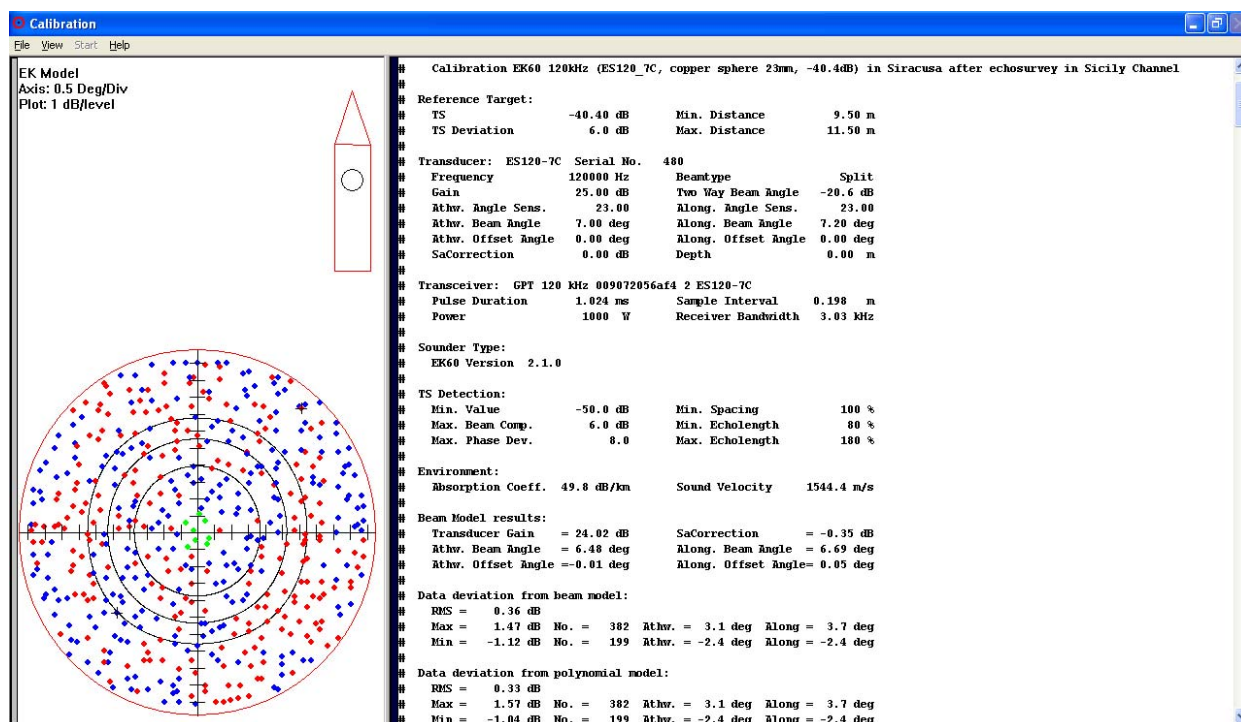 Calibration
File View Start Help
EK Model
Axis: 0.5 Deg/Div
Plot: 1 dB/level
# Calibration EK60 120kHz (ES120_7C, copper sphere 23mm, -40.4dB) in Siracusa after echosurvey in Sicily Channel
#
# Reference Target:
# TS -40.40 dB Min. Distance 9.50 m
# TS Deviation 6.0 dB Max. Distance 11.50 m
#
# Transducer: ES120-7C Serial No. 480
# Frequency 120000 Hz Beamtype Split
# Gain 25.00 dB Two Way Beam Angle -20.6 dB
# Athw. Angle Sens. 23.00 Along. Angle Sens. 23.00
# Athw. Beam Angle 7.00 deg Along. Beam Angle 7.20 deg
# Athw. Offset Angle 0.00 deg Along. Offset Angle 0.00 deg
# SaCorrection 0.00 dB Depth 0.00 m
#
# Transceiver: GPT 120 kHz 009072056af4 2 ES120-7C
# Pulse Duration 1.024 ms Sample Interval 0.198 m
# Power 1000 W Receiver Bandwidth 3.03 kHz
#
# Sounder Type:
# EK60 Version 2.1.0
#
# TS Detection:
# Min. Value -50.0 dB Min. Spacing 100 %
# Max. Beam Comp. 6.0 dB Min. Echolength 80 %
# Max. Phase Dev. 8.0 Max. Echolength 180 %
#
# Environment:
# Absorption Coeff. 49.8 dB/km Sound Velocity 1544.4 m/s
#
# Beam Model results:
# Transducer Gain = 24.02 dB SaCorrection = -0.35 dB
# Athw. Beam Angle = 6.48 deg Along. Beam Angle = 6.69 deg
# Athw. Offset Angle =-0.01 deg Along. Offset Angle= 0.05 deg
#
# Data deviation from beam model:
# RMS = 0.36 dB
# Max = 1.47 dB No. = 382 Athw. = 3.1 deg Along = 3.7 deg
# Min = -1.12 dB No. = 199 Athw. = -2.4 deg Along = -2.4 deg
#
# Data deviation from polynomial model:
# RMS = 0.33 dB
# Max = 1.57 dB No. = 382 Athw. = 3.1 deg Along = 3.7 deg
# Min = -1.04 dB No. = 199 Athw. = -2.4 deg Along = -2.4 deg